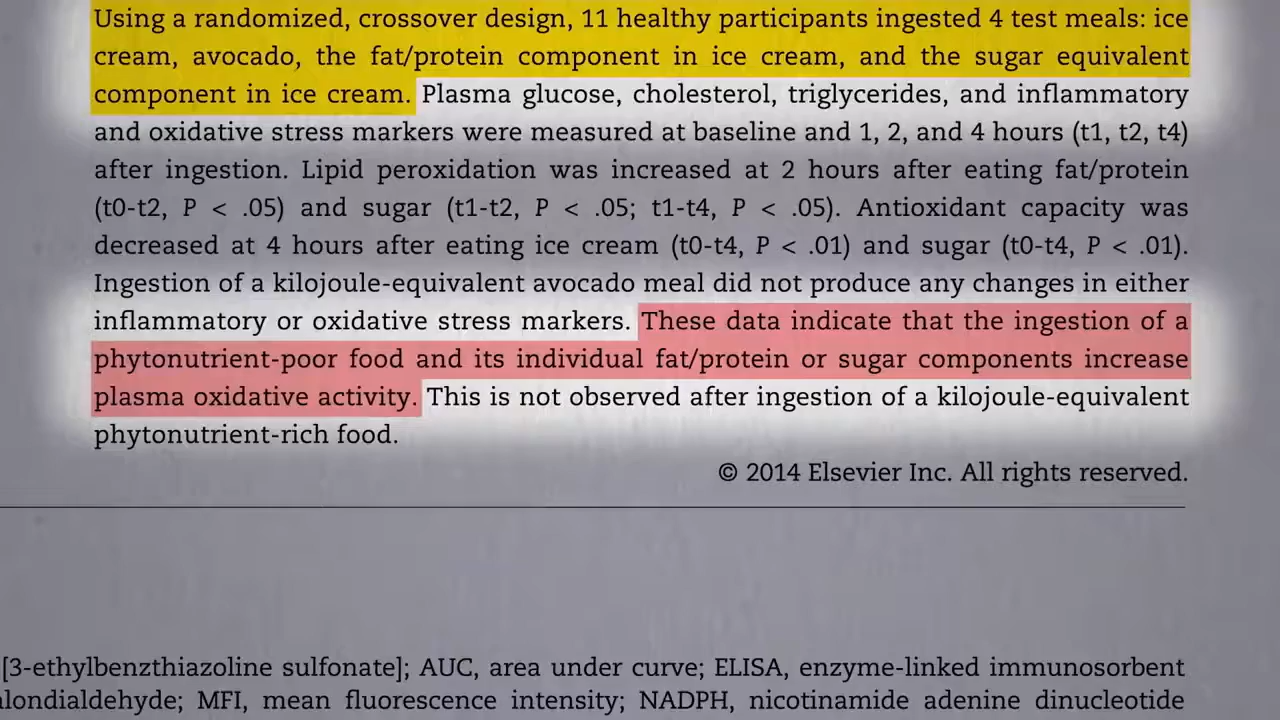 Using a randomized, crossover design, 11 healthy participants ingested 4 test meals: ice
cream, avocado, the fat/protein component in ice cream, and the sugar equivalent
component in ice cream. Plasma glucose, cholesterol, triglycerides, and inflammatory
and oxidative stress markers were measured at baseline and 1, 2, and 4 hours (t1, t2, t4)
after ingestion. Lipid peroxidation was increased at 2 hours after eating fat/protein
(t0-t2, P < .05) and sugar (t1-t2, P < .05; t1-t4, P < .05). Antioxidant capacity was
decreased at 4 hours after eating ice cream (t0-t4, P < .01) and sugar (t0-t4, P < .01).
Ingestion of a kilojoule-equivalent avocado meal did not produce any changes in either
inflammatory or oxidative stress markers. These data indicate that the ingestion of a
phytonutrient-poor food and its individual fat/protein or sugar components increase
plasma oxidative activity. This is not observed after ingestion of a kilojoule-equivalent
phytonutrient-rich food.
© 2014 Elsevier Inc. All rights reserved.
[3-ethylbenzthiazoline sulfonate]; AUC, area under curve; ELISA, enzyme-linked immunosorbent
londialdehyde; MFI, mean fluorescence intensity; NADPH, nicotinamide adenine dinucleotide